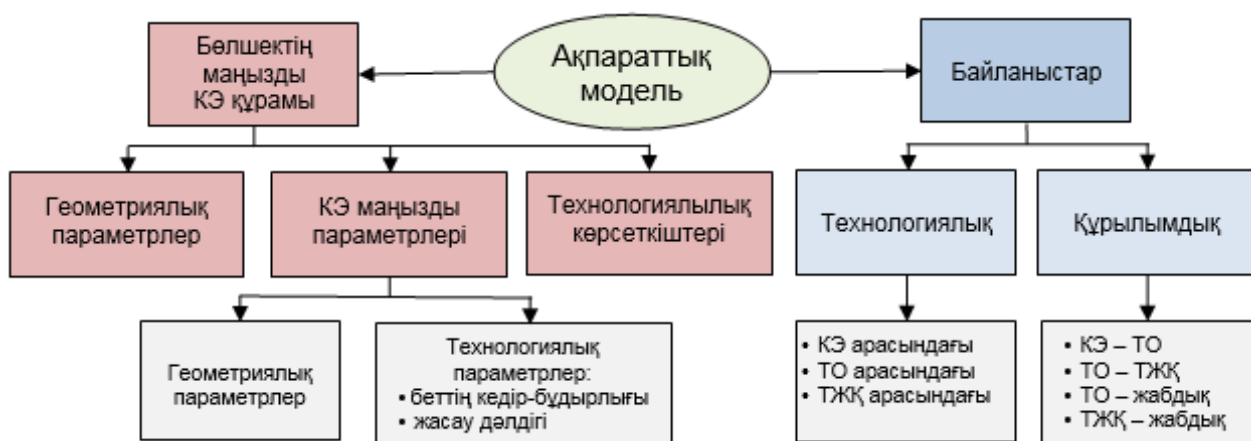 Бөлшектің
маңызды
КЭ құрамы
Ақпараттық
модель
Байланыстар
Геометриялық
параметрлер
КЭ маңызды
параметрлері
Технологиялылық
көрсеткіштері
Технологиялық
Құрылымдық
Геометриялық
параметрлер
Технологиялық
параметрлер:
• беттің кедір-бұдырлығы
• жасау дәлдігі
• КЭ арасындағы
• ТО арасындағы
• ТЖҚ арасындағы
• КЭ – ТО
• ТО – ТЖҚ
• ТО – жабдық
• ТЖҚ – жабдық